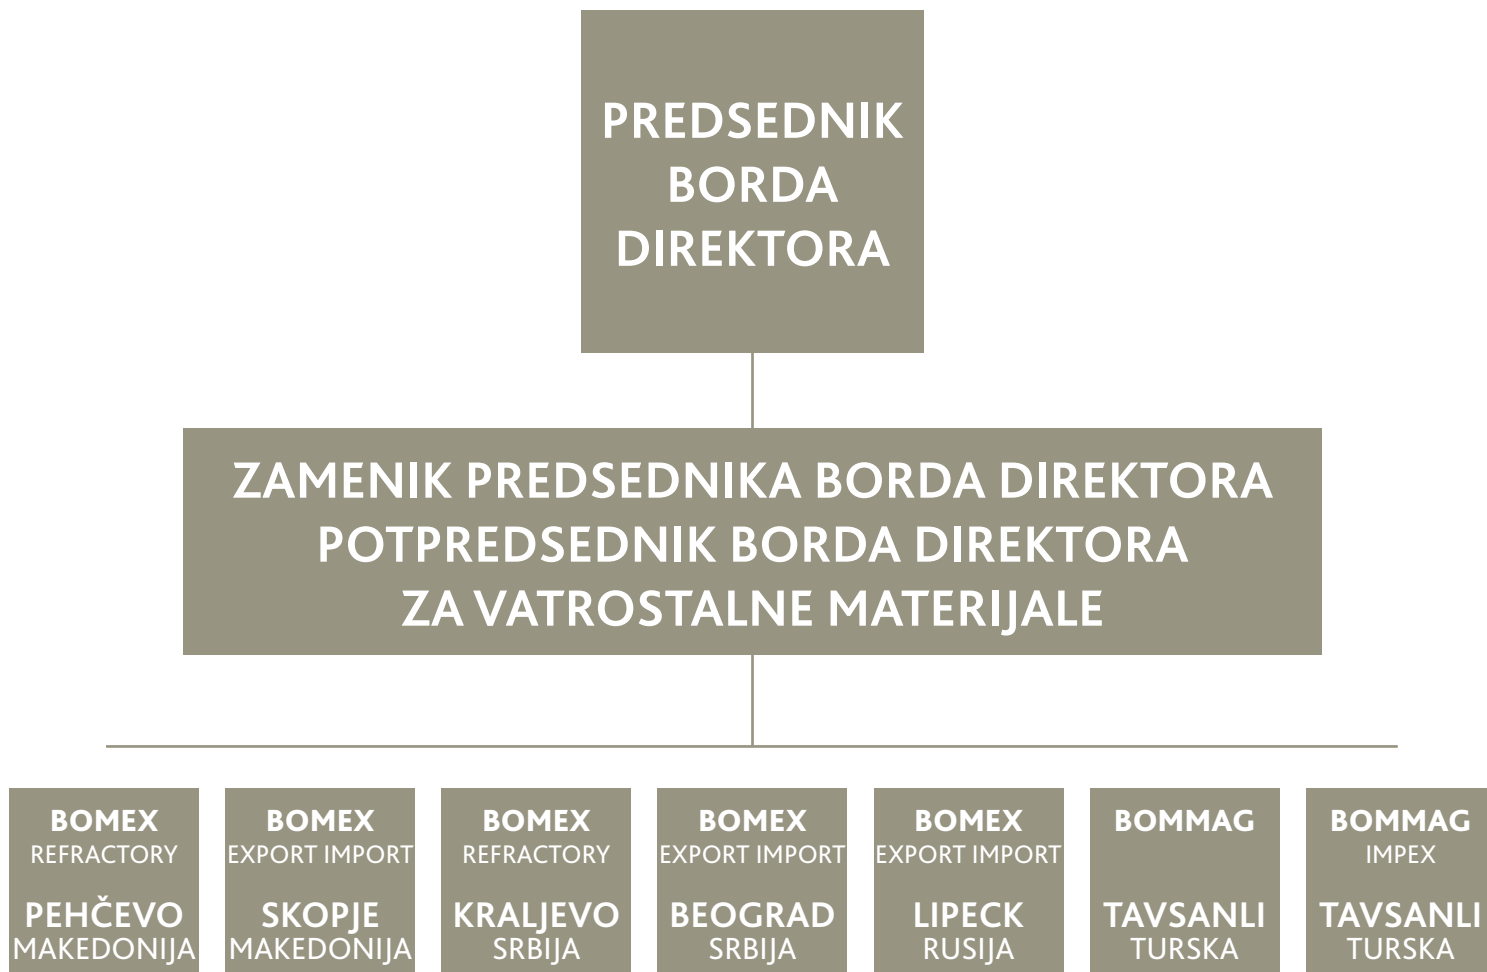 PREDSEDNIK
BORDA
DIREKTORA
ZAMENIK PREDSEDNIKA BORDA DIREKTORA
POTPREDSEDNIK BORDA DIREKTORA
ZA VATROSTALNE MATERIJALE
BOMEX
REFRACTORY
PEHČEVO
MAKEDONIJA
BOMEX
EXPORT IMPORT
SKOPJE
MAKEDONIJA
BOMEX
REFRACTORY
KRALJEVO
SRBIJA
BOMEX
EXPORT IMPORT
BEOGRAD
SRBIJA
BOMEX
EXPORT IMPORT
LIPECK
RUSIJA
BOMMAG
TAVSANLI
TURSKA
BOMMAG
IMPEX
TAVSANLI
TURSKA